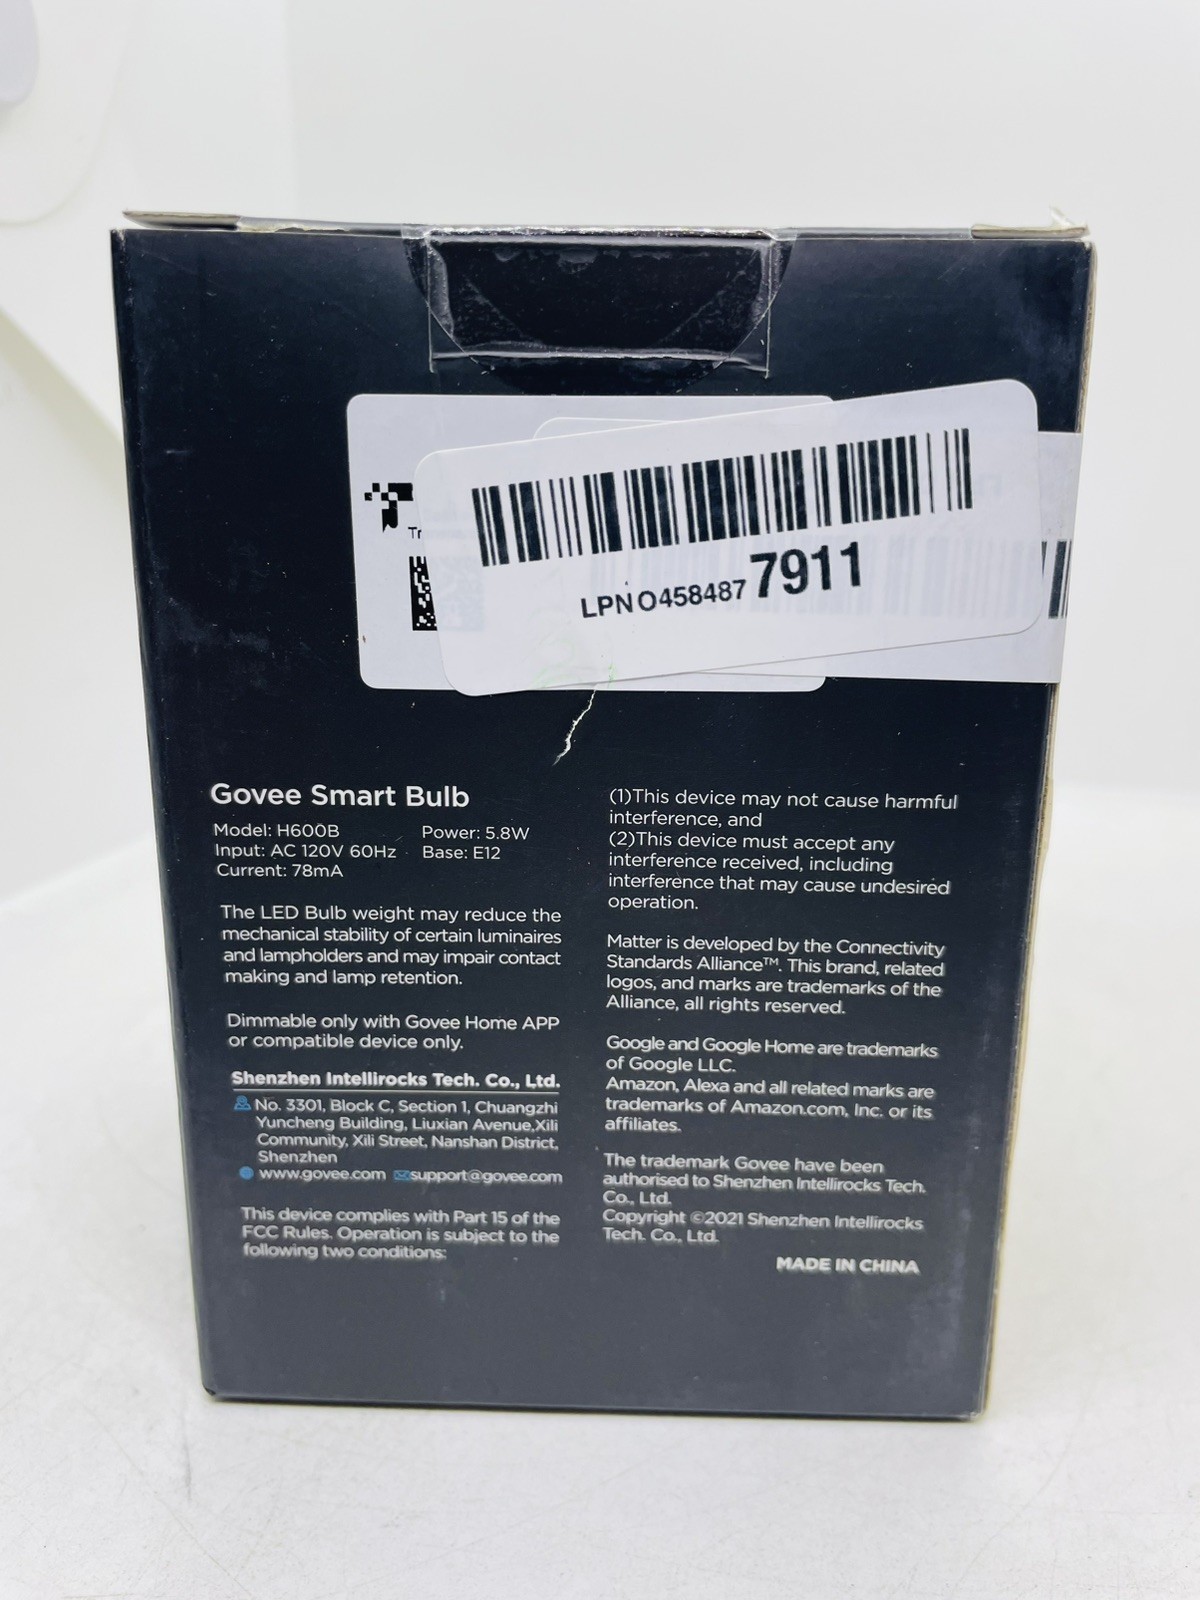 Tr
LPNO4584877911
Govee Smart Bulb
Model: H600B Power: 5.8W
Input: AC 120V 60Hz Base: E12
Current: 78mA
The LED Bulb weight may reduce the
mechanical stability of certain luminaires
and lampholders and may impair contact
making and lamp retention.
Dimmable only with Govee Home APP
or compatible device only.
Shenzhen Intellirocks Tech. Co., Ltd.
No. 3301, Block C, Section 1, Chuangzhi
Yuncheng Building, Liuxian Avenue,Xili
Community, Xili Street, Nanshan District,
Shenzhen
www.govee.com support@govee.com
This device complies with Part 15 of the
FCC Rules. Operation is subject to the
following two conditions:
(1)This device may not cause harmful
interference, and
(2)This device must accept any
interference received, including
interference that may cause undesired
operation.
Matter is developed by the Connectivity
Standards Alliance™. This brand, related
logos, and marks are trademarks of the
Alliance, all rights reserved.
Google and Google Home are trademarks
of Google LLC.
Amazon, Alexa and all related marks are
trademarks of Amazon.com, Inc. or its
affiliates.
The trademark Govee have been
authorised to Shenzhen Intellirocks Tech.
Co., Ltd.
Copyright ©2021 Shenzhen Intellirocks
Tech. Co., Ltd.
MADE IN CHINA